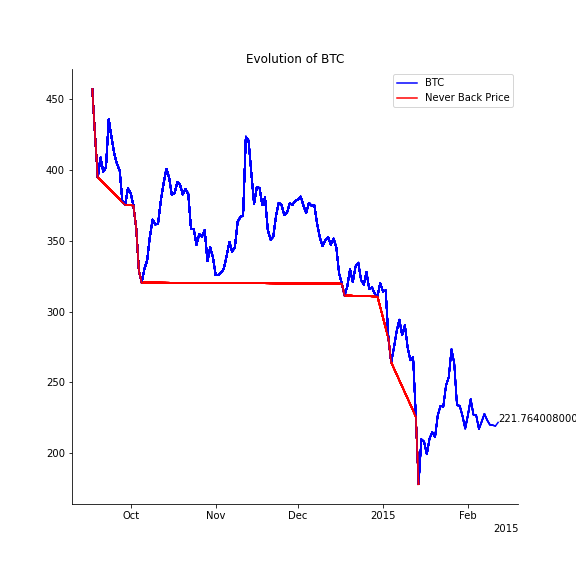 Evolution of BTC
BTC
Never Back Price
450
400
350
300
250
200
221.764008000
Oct
Nov
Dec
2015
Feb
2015